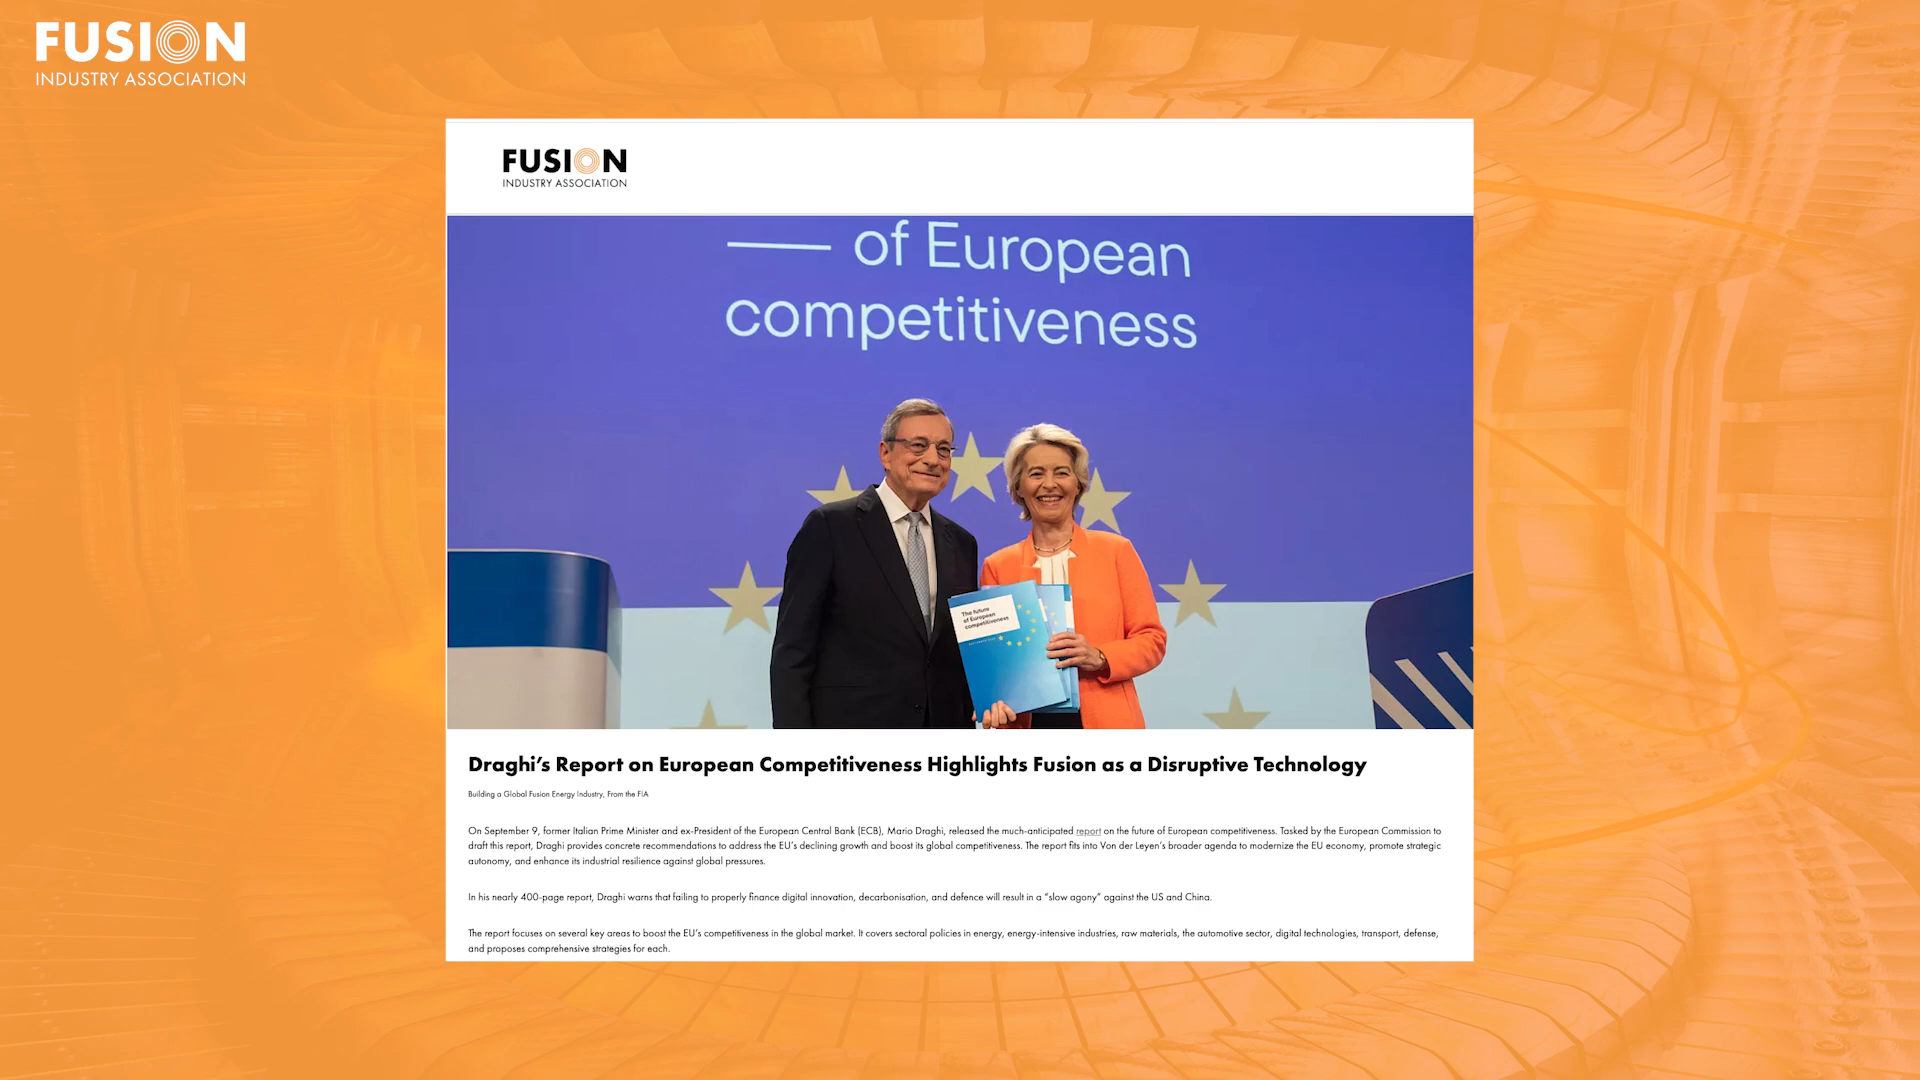 FUSION
INDUSTRY ASSOCIATION
FUSION
INDUSTRY ASSOCIATION
— of European
competitiveness
The future
of European
competitiveness
Draghi's Report on European Competitiveness Highlights Fusion as a Disruptive Technology
Building a Global Fusion Energy Industry, From the FIA
On September 9, former Italian Prime Minister and ex-President of the European Central Bank (ECB), Mario Draghi, released the much-anticipated report on the future of European competitiveness. Tasked by the European Commission to
draft this report, Draghi provides concrete recommendations to address the EU's declining growth and boost its global competitiveness. The report fits into Von der Leyen's broader agenda to modernize the EU economy, promote strategic
autonomy, and enhance its industrial resilience against global pressures.
In his nearly 400-page report, Draghi warns that failing to properly finance digital innovation, decarbonisation, and defence will result in a “slow agony” against the US and China.
The report focuses on several key areas to boost the EU's competitiveness in the global market. It covers sectoral policies in energy, energy-intensive industries, raw materials, the automotive sector, digital technologies, transport, defense,
and proposes comprehensive strategies for each.